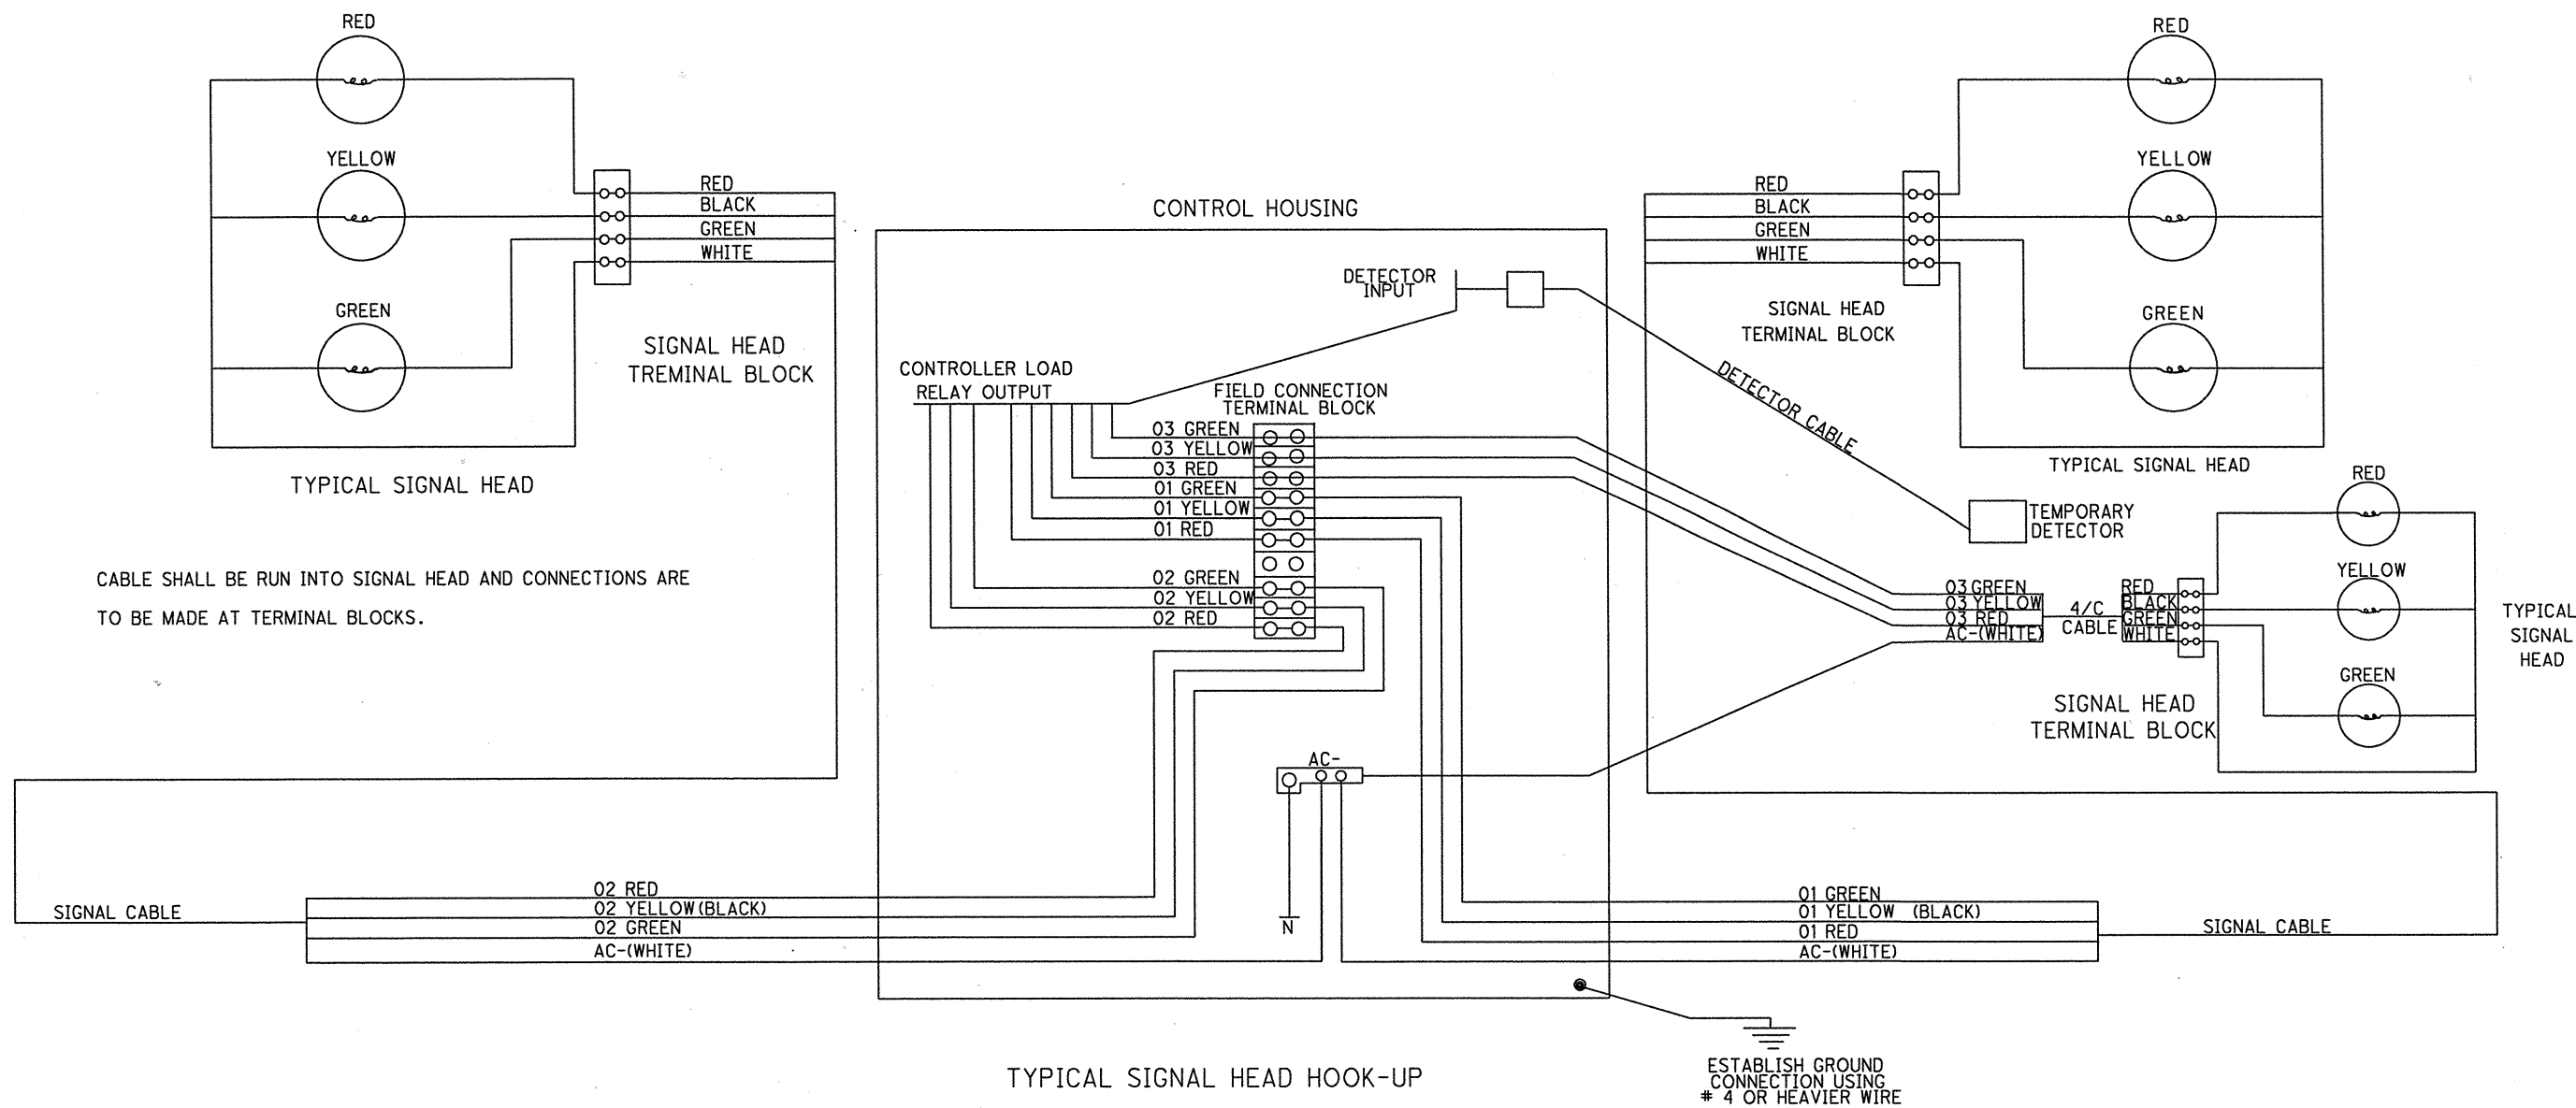 RED
YELLOW
GREEN
RED
BLACK
GREEN
WHITE
SIGNAL HEAD
TREMINAL BLOCK
TYPICAL SIGNAL HEAD
CABLE SHALL BE RUN INTO SIGNAL HEAD AND CONNECTIONS ARE
TO BE MADE AT TERMINAL BLOCKS.
CONTROL HOUSING
DETECTOR
INPUT
CONTROLLER LOAD
RELAY OUTPUT
FIELD CONNECTION
TERMINAL BLOCK
03 GREEN
03 YELLOW
03 RED
01 GREEN
01 YELLOW
01 RED
02 GREEN
02 YELLOW
02 RED
AC-
N
RED
BLACK
GREEN
WHITE
SIGNAL HEAD
TERMINAL BLOCK
RED
YELLOW
GREEN
TYPICAL SIGNAL HEAD
DETECTOR CABLE
TEMPORARY
DETECTOR
03 GREEN
03 YELLOW
03 RED
AC-(WHITE)
4/C
CABLE
RED
BLACK
GREEN
WHITE
SIGNAL HEAD
TERMINAL BLOCK
RED
YELLOW
GREEN
TYPICAL
SIGNAL
HEAD
SIGNAL CABLE
02 RED
02 YELLOW(BLACK)
02 GREEN
AC-(WHITE)
01 GREEN
01 YELLOW (BLACK)
01 RED
AC-(WHITE)
SIGNAL CABLE
TYPICAL SIGNAL HEAD HOOK-UP
ESTABLISH GROUND
CONNECTION USING
# 4 OR HEAVIER WIRE